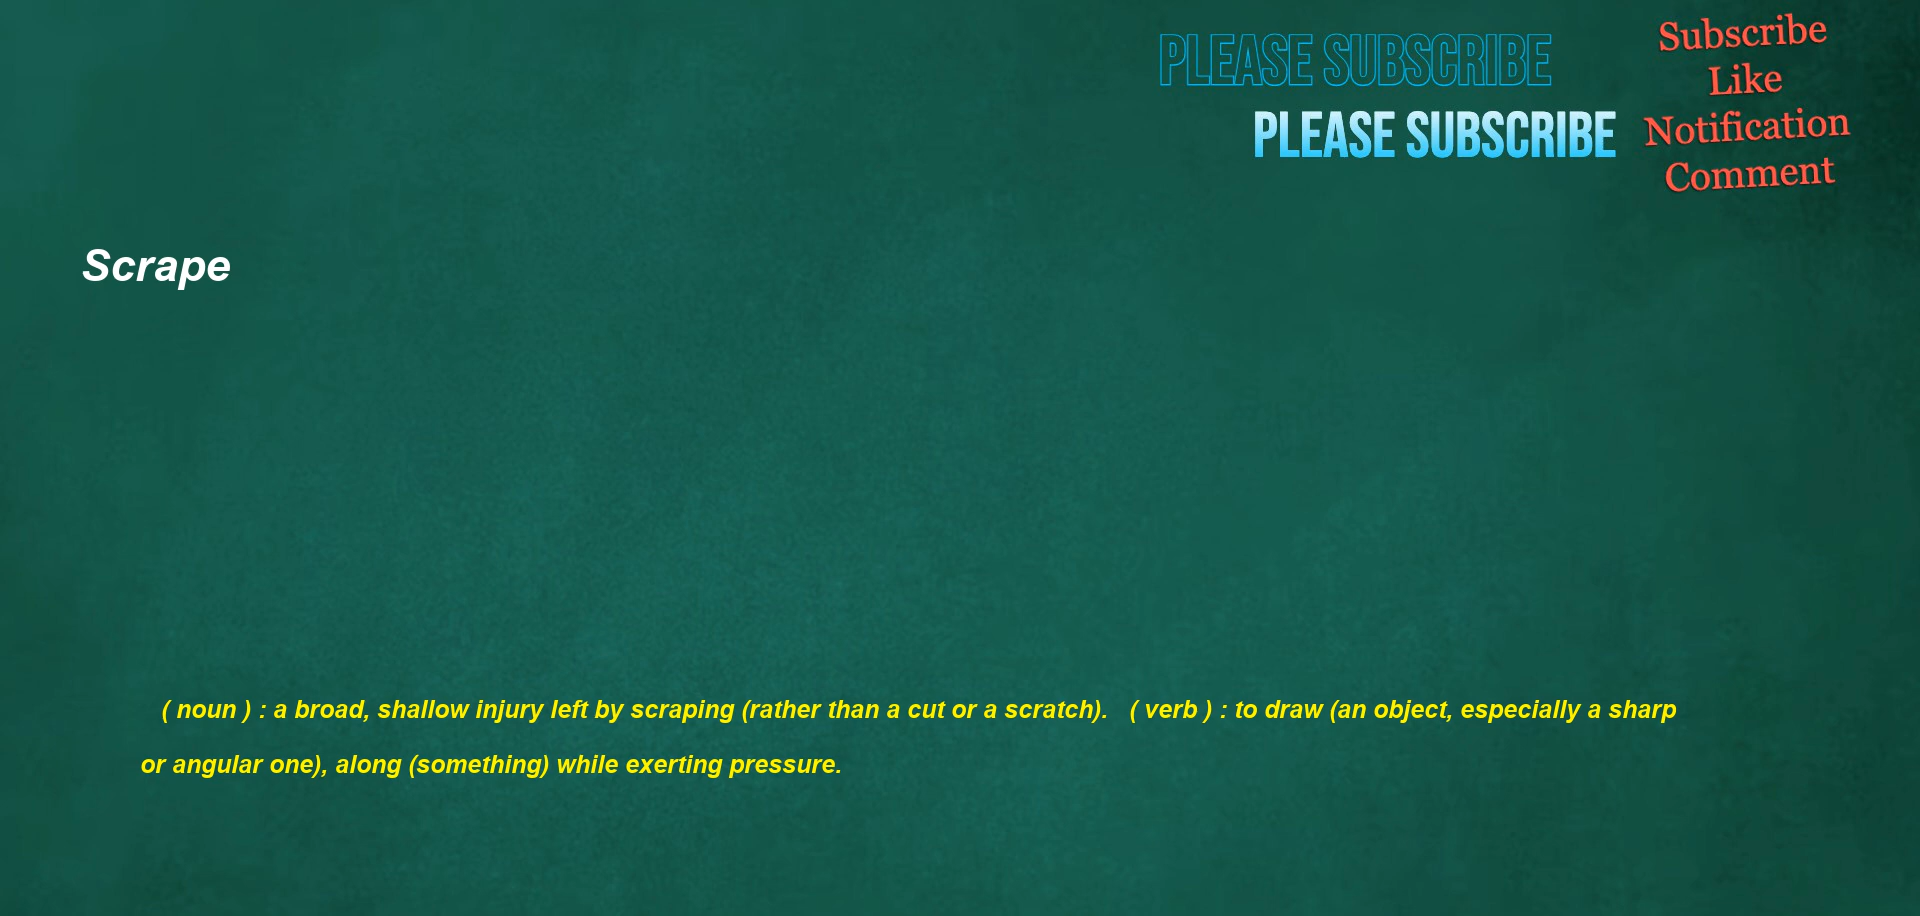 PLEASE SUBSCRIBE
PLEASE SUBSCRIBE
Subscribe
Like
Notification
Comment
Scrape
( noun ) : a broad, shallow injury left by scraping (rather than a cut or a scratch).   ( verb ) : to draw (an object, especially a sharp
or angular one), along (something) while exerting pressure.